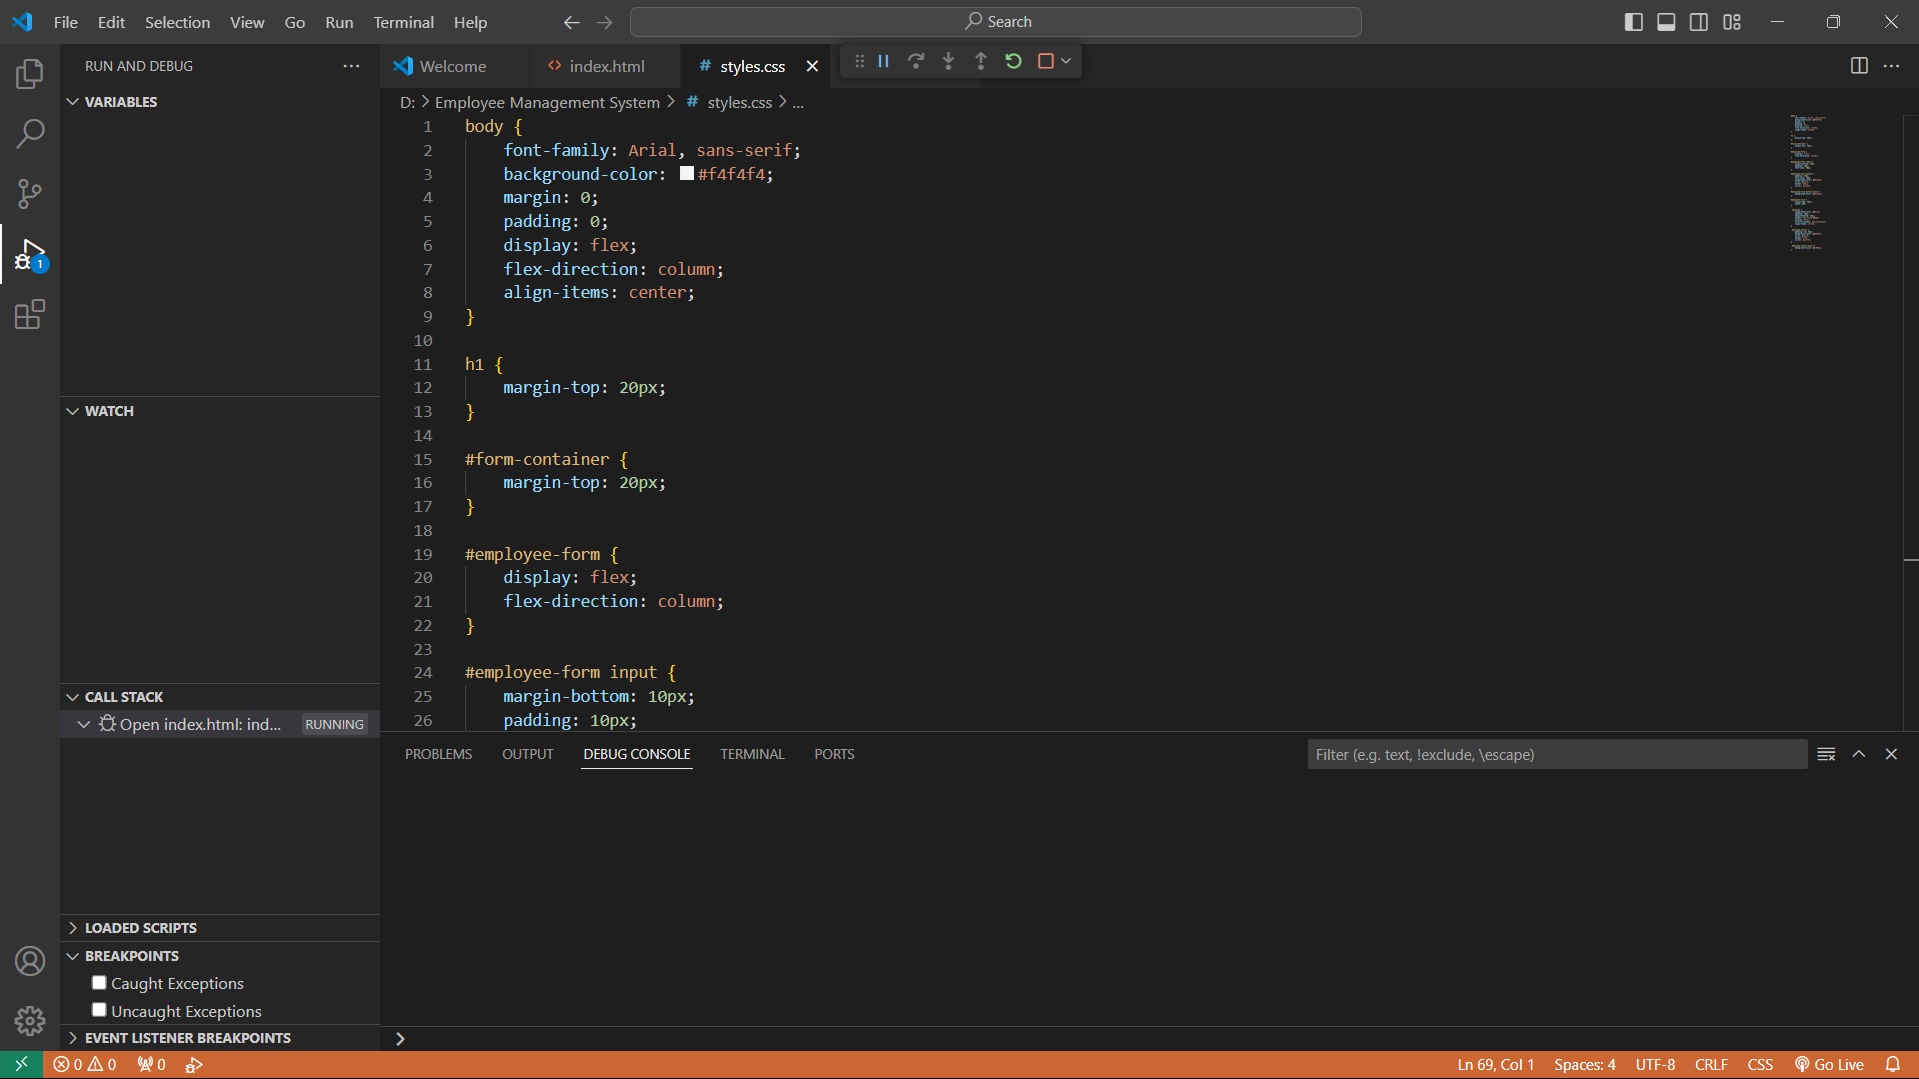 File Edit Selection View Go Run Terminal Help
Search
RUN AND DEBUG
VARIABLES
WATCH
CALL STACK
Open index.html: ind... RUNNING
LOADED SCRIPTS
BREAKPOINTS
Caught Exceptions
Uncaught Exceptions
EVENT LISTENER BREAKPOINTS
1
Welcome
<> index.html
# styles.css
D: > Employee Management System > # styles.css > ...
1 body {
2 font-family: Arial, sans-serif;
3 background-color: #f4f4f4;
4 margin: 0;
5 padding: 0;
6 display: flex;
7 flex-direction: column;
8 align-items: center;
9 }
10
11 h1 {
12 margin-top: 20px;
13 }
14
15 #form-container {
16 margin-top: 20px;
17 }
18
19 #employee-form {
20 display: flex;
21 flex-direction: column;
22 }
23
24 #employee-form input {
25 margin-bottom: 10px;
26 padding: 10px;
PROBLEMS OUTPUT DEBUG CONSOLE TERMINAL PORTS
Filter (e.g. text, !exclude, \escape)
>
0 0 0
Ln 69, Col 1 Spaces: 4 UTF-8 CRLF CSS Go Live